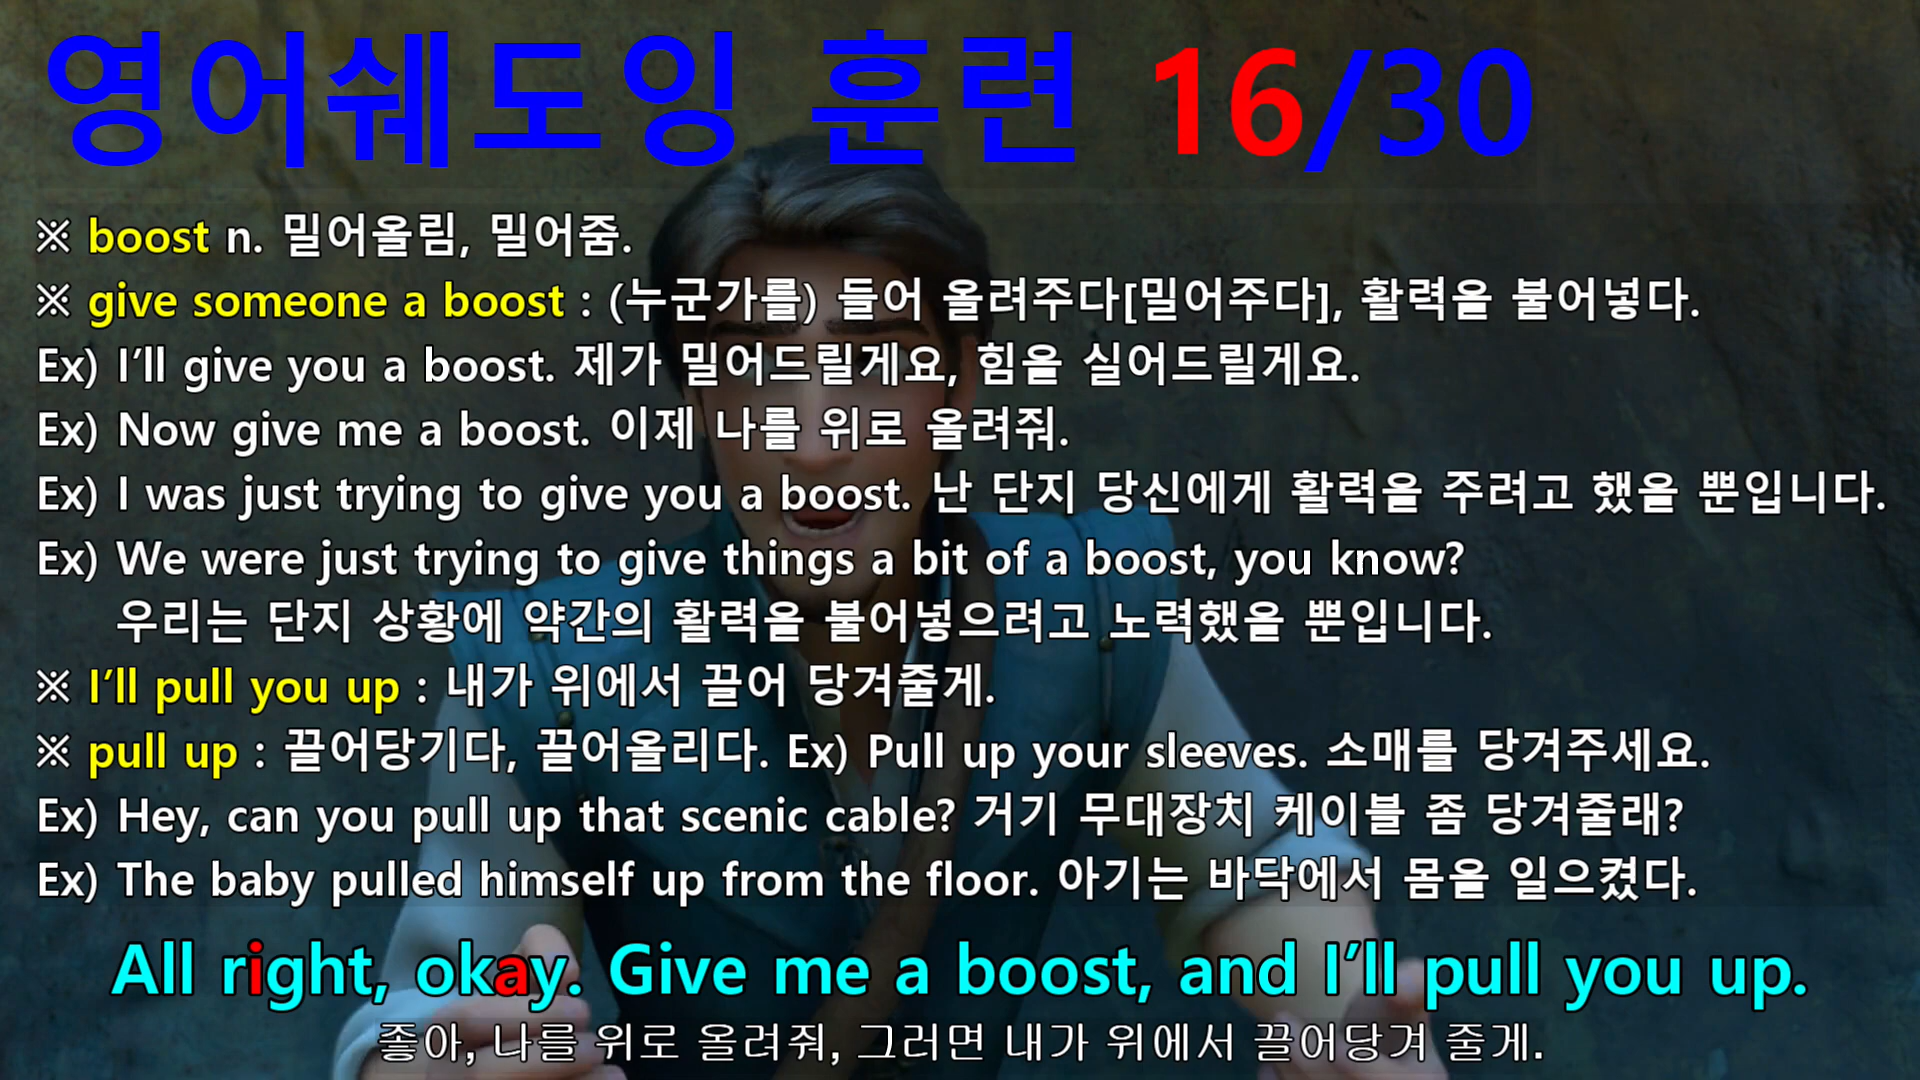 영어쉐도잉 훈련 16/30
※ boost n. 밀어올림, 밀어줌.
※ give someone a boost : (누군가를) 들어 올려주다[밀어주다], 활력을 불어넣다.
Ex) I’ll give you a boost. 제가 밀어드릴게요, 힘을 실어드릴게요.
Ex) Now give me a boost. 이제 나를 위로 올려줘.
Ex) I was just trying to give you a boost. 난 단지 당신에게 활력을 주려고 했을 뿐입니다.
Ex) We were just trying to give things a bit of a boost, you know?
우리는 단지 상황에 약간의 활력을 불어넣으려고 노력했을 뿐입니다.
※ I’ll pull you up : 내가 위에서 끌어 당겨줄게.
※ pull up : 끌어당기다, 끌어올리다. Ex) Pull up your sleeves. 소매를 당겨주세요.
Ex) Hey, can you pull up that scenic cable? 거기 무대장치 케이블 좀 당겨줄래?
Ex) The baby pulled himself up from the floor. 아기는 바닥에서 몸을 일으켰다.
All right, okay. Give me a boost, and I’ll pull you up.
좋아, 나를 위로 올려줘, 그러면 내가 위에서 끌어당겨 줄게.